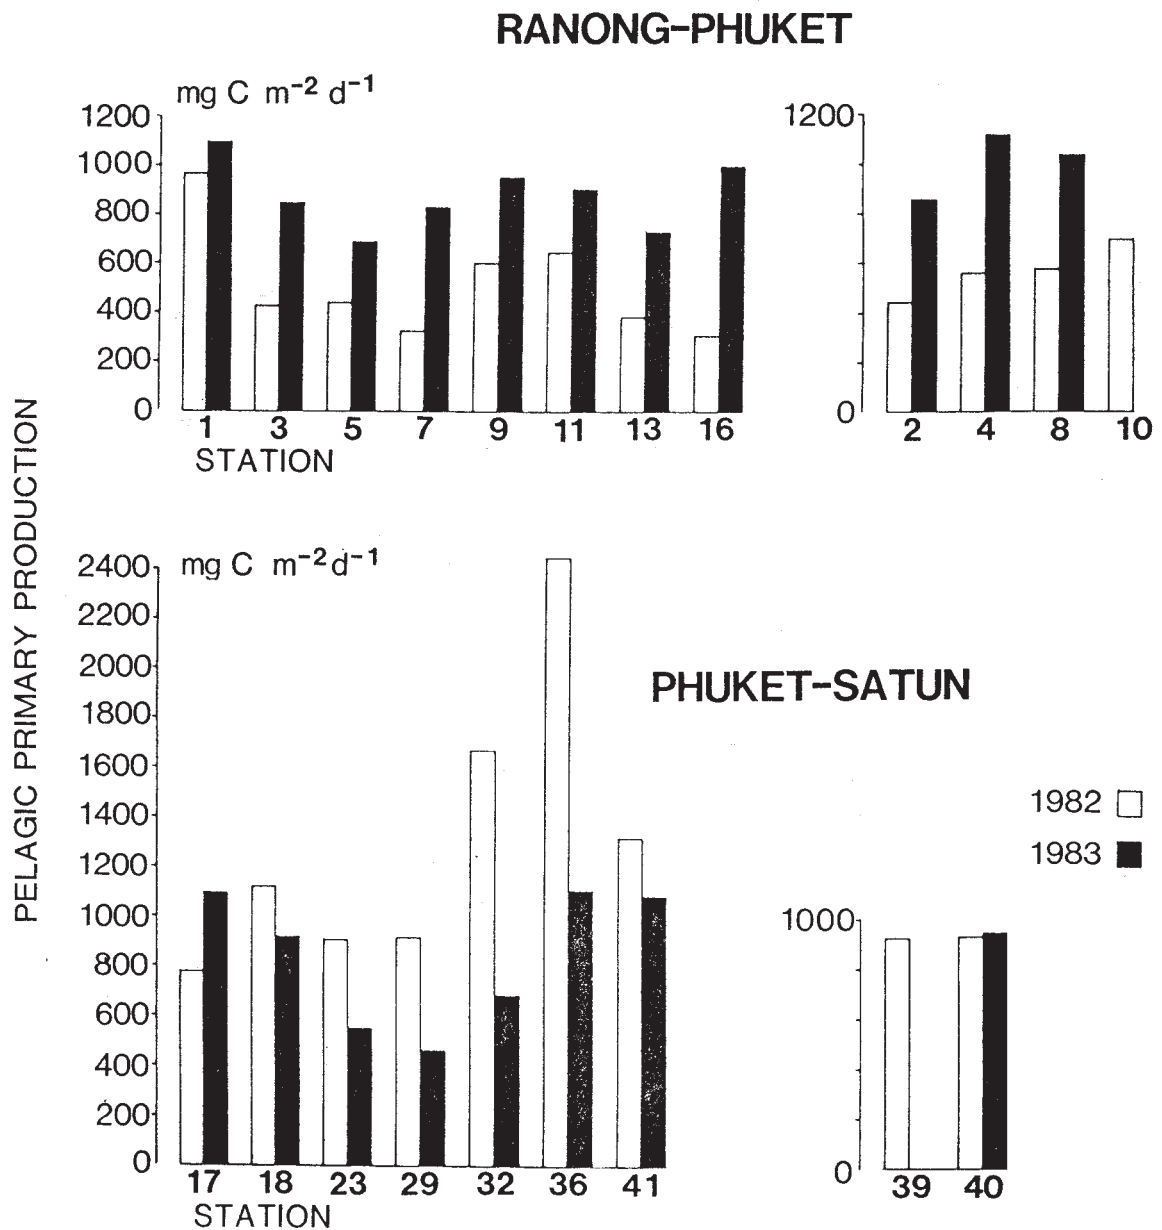 RANONG–PHUKET
mg C m⁻² d⁻¹
1200
1000
800
600
400
200
0
1 3 5 7 9 11 13 16
STATION
1200
0
2 4 8 10
PELAGIC PRIMARY PRODUCTION
mg C m⁻² d⁻¹
2400
2200
2000
1800
1600
1400
1200
1000
800
600
400
200
0
17 18 23 29 32 36 41
STATION
PHUKET–SATUN
1982
1983
1000
0
39 40